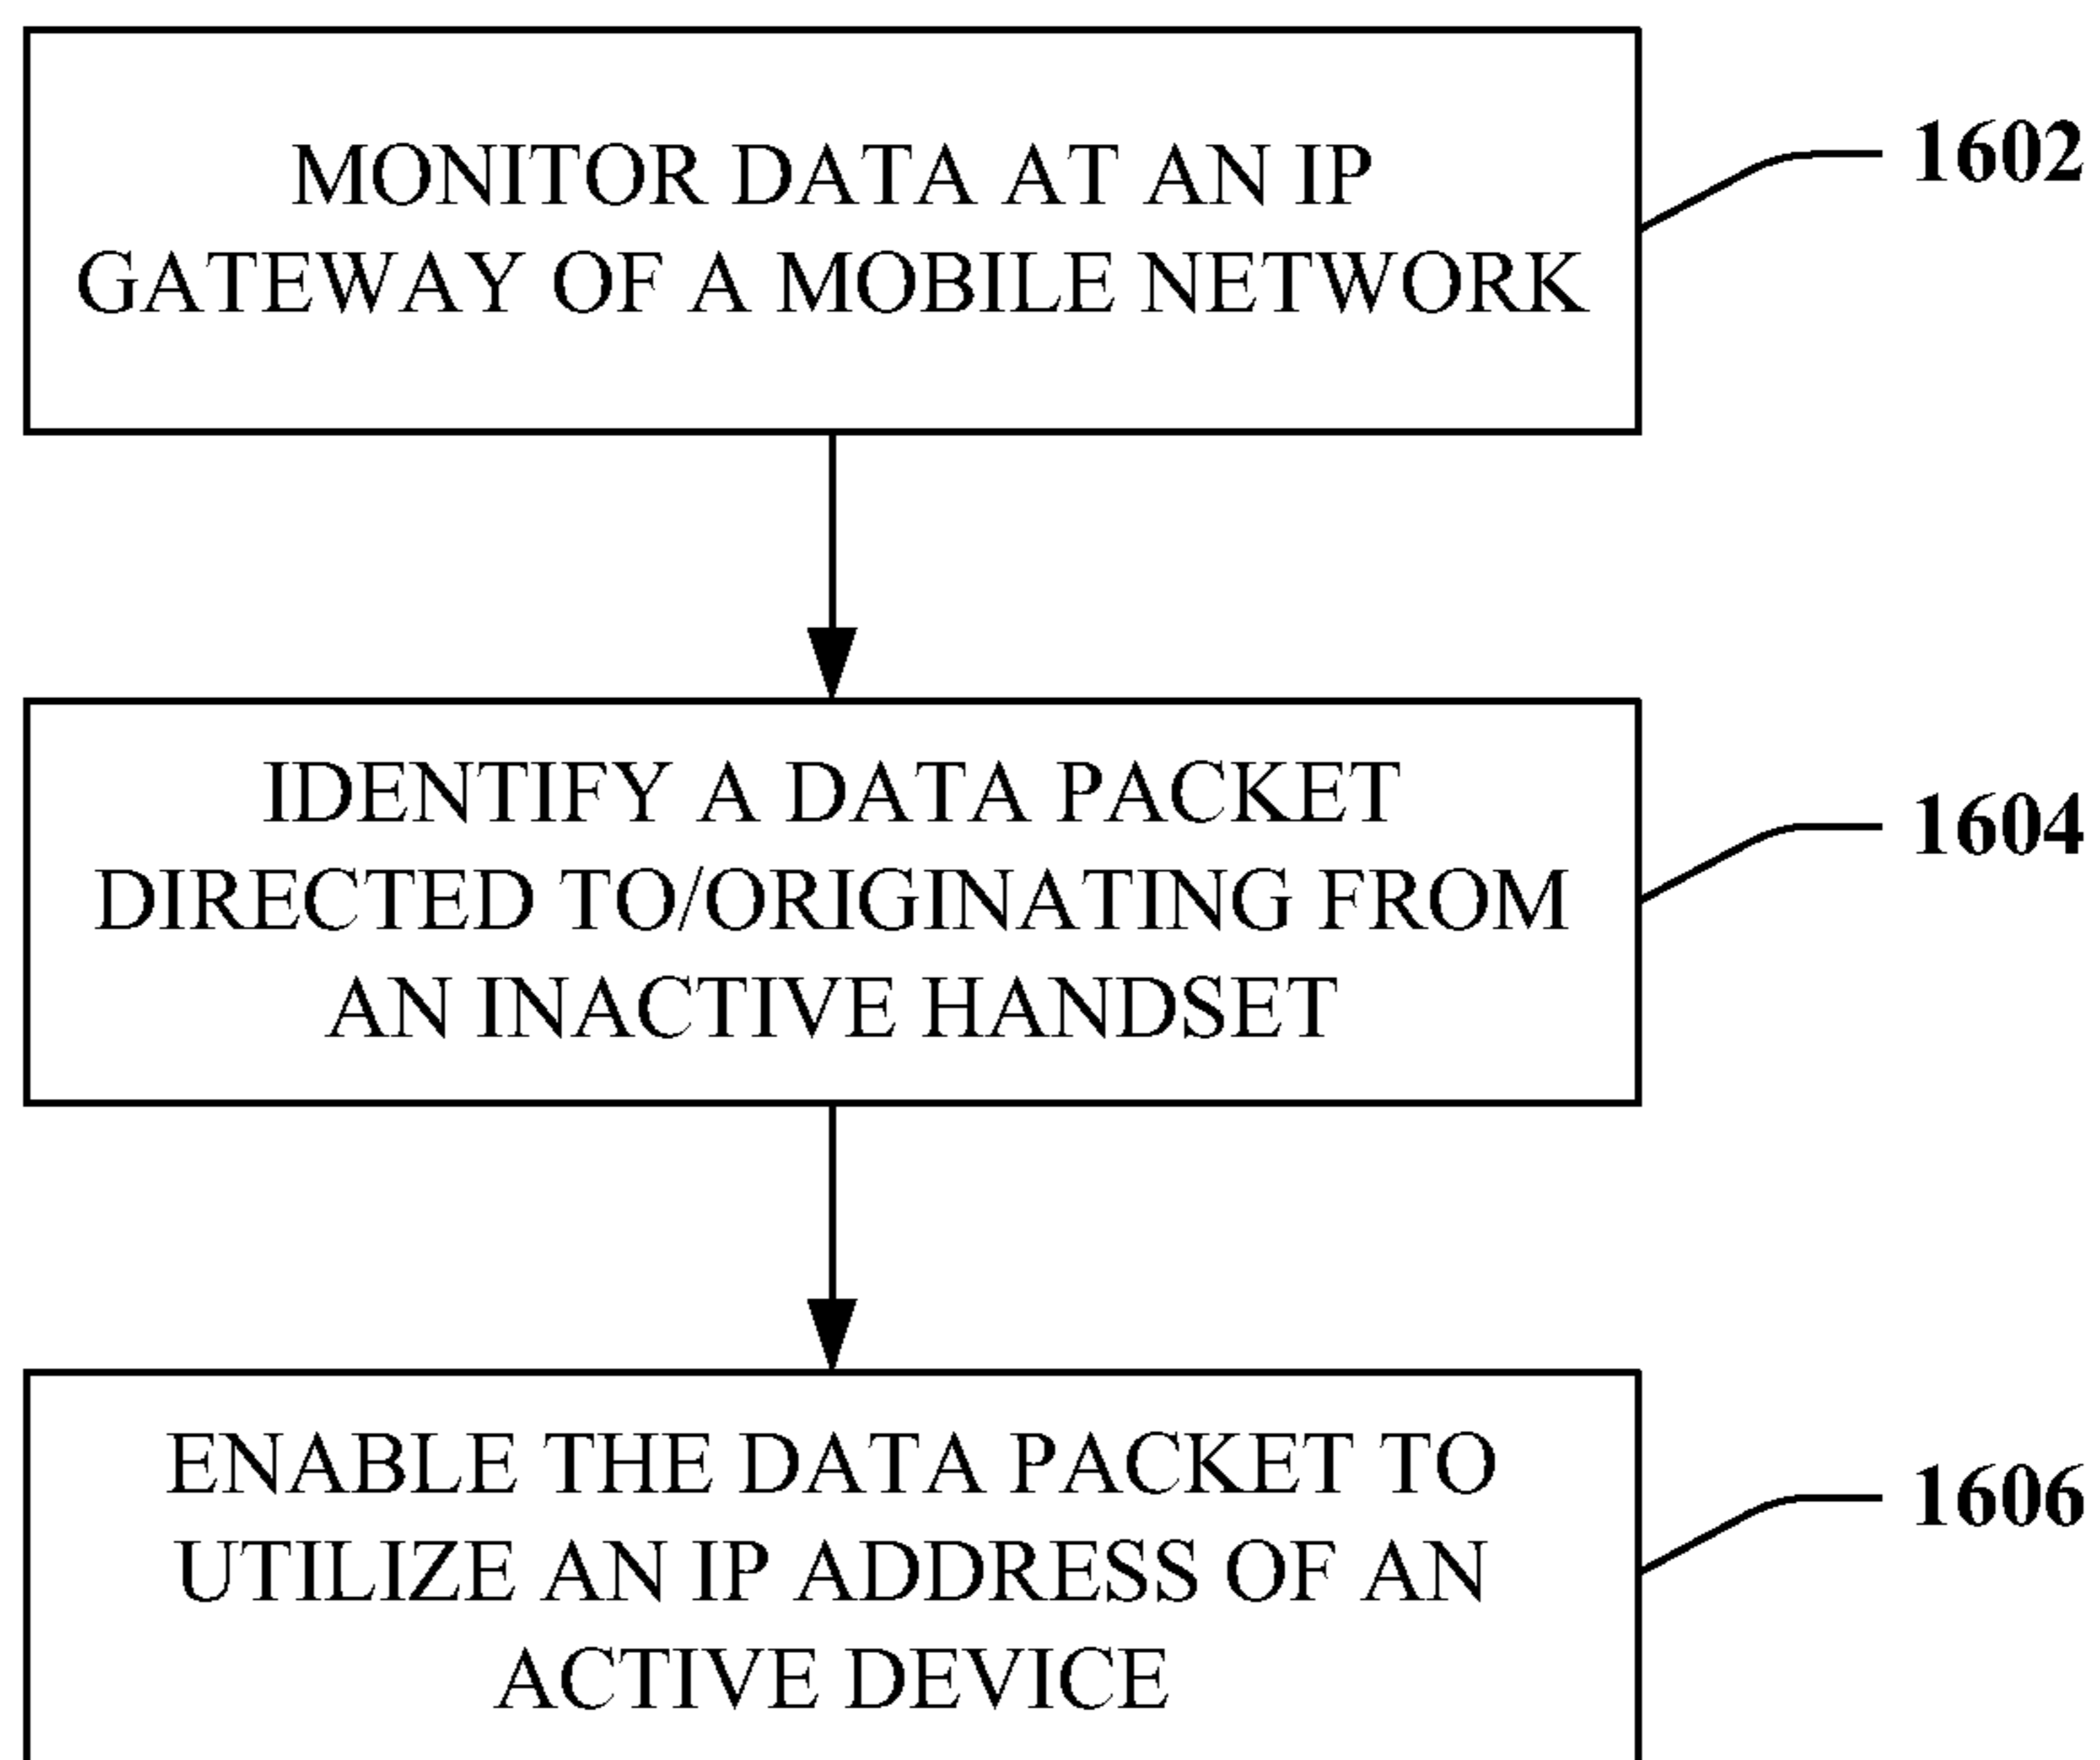 MONITOR DATA AT AN IP
GATEWAY OF A MOBILE NETWORK
1602
IDENTIFY A DATA PACKET
DIRECTED TO/ORIGINATING FROM
AN INACTIVE HANDSET
1604
ENABLE THE DATA PACKET TO
UTILIZE AN IP ADDRESS OF AN
ACTIVE DEVICE
1606